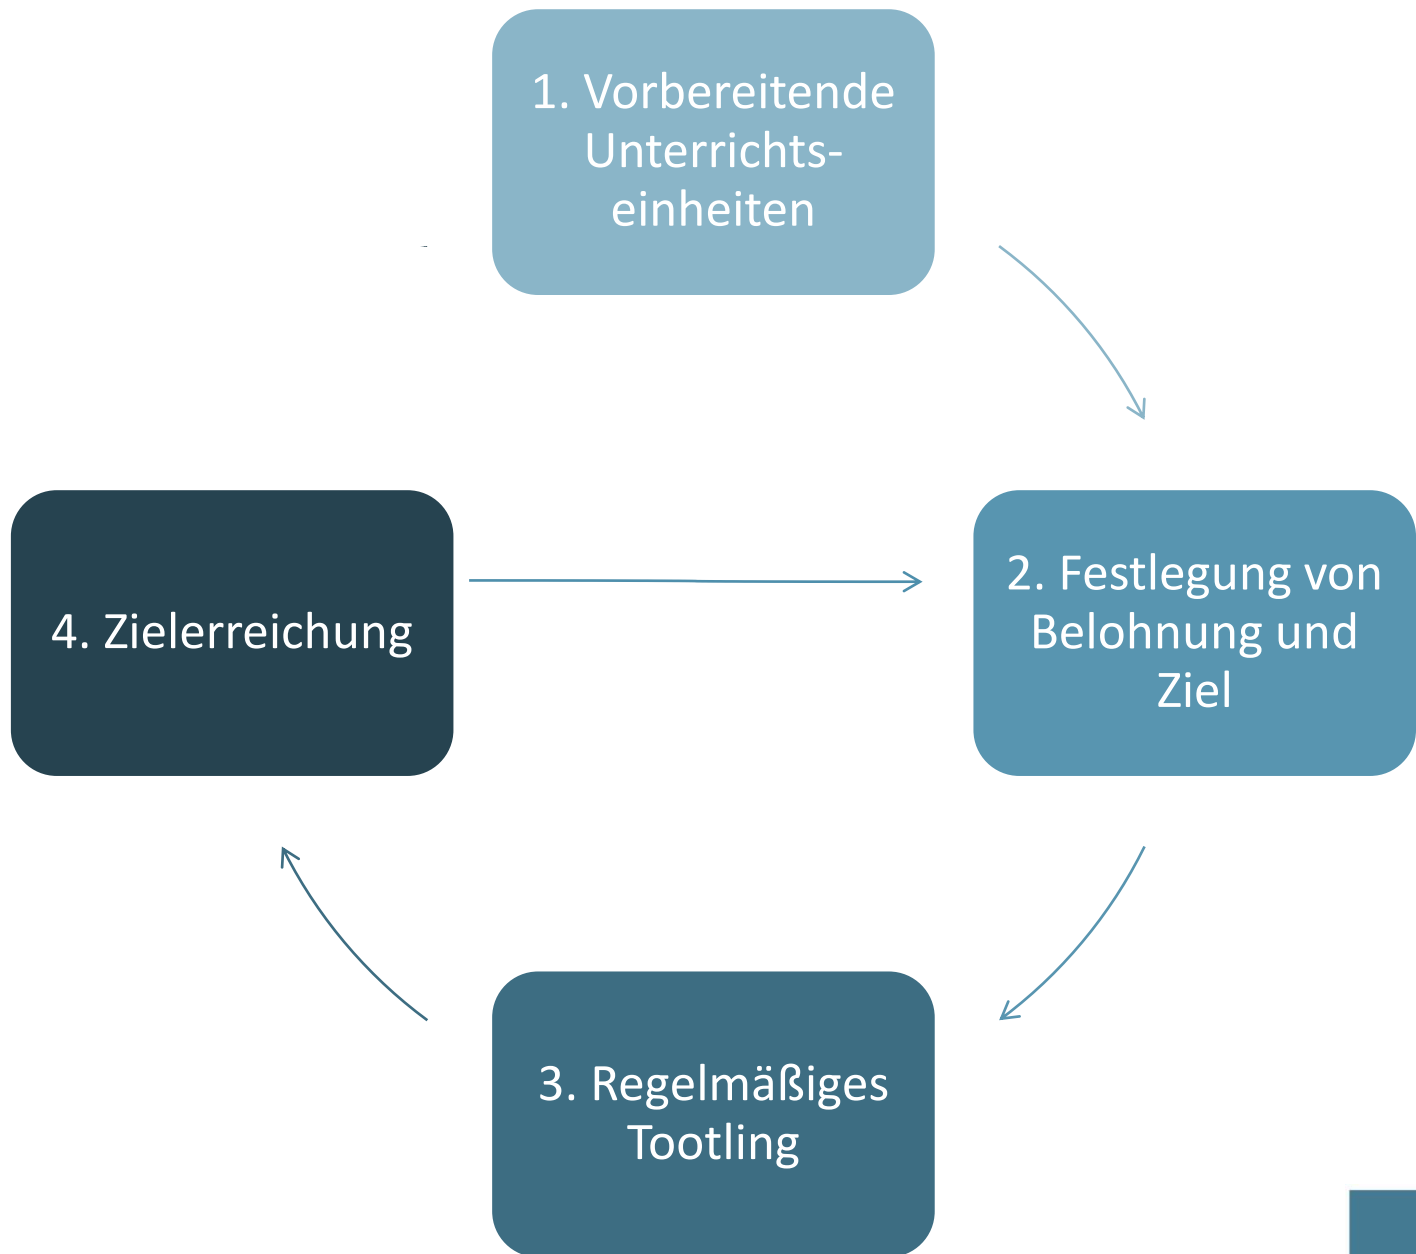 1. Vorbereitende
Unterrichts-
einheiten
2. Festlegung von
Belohnung und
Ziel
3. Regelmäßiges
Tootling
4. Zielerreichung